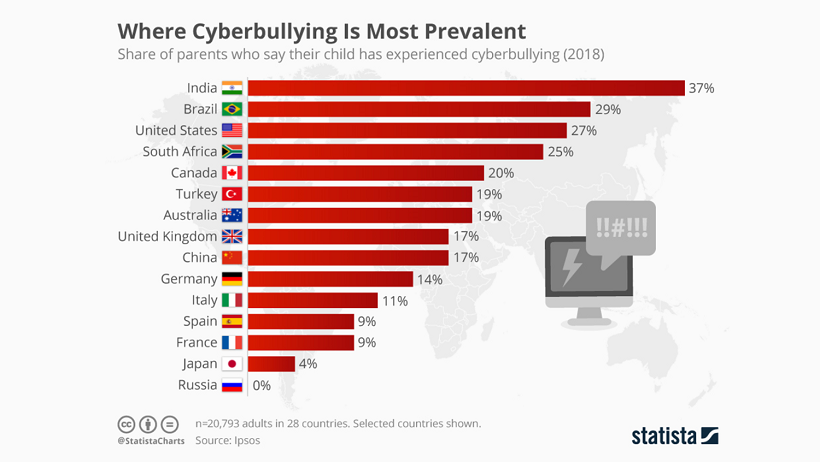 Where Cyberbullying Is Most Prevalent
Share of parents who say their child has experienced cyberbullying (2018)
India 37%
Brazil 29%
United States 27%
South Africa 25%
Canada 20%
Turkey 19%
Australia 19%
United Kingdom 17%
China 17%
Germany 14%
Italy 11%
Spain 9%
France 9%
Japan 4%
Russia 0%
!!#!!!
cc
n=20,793 adults in 28 countries. Selected countries shown.
@StatistaCharts Source: Ipsos
statista